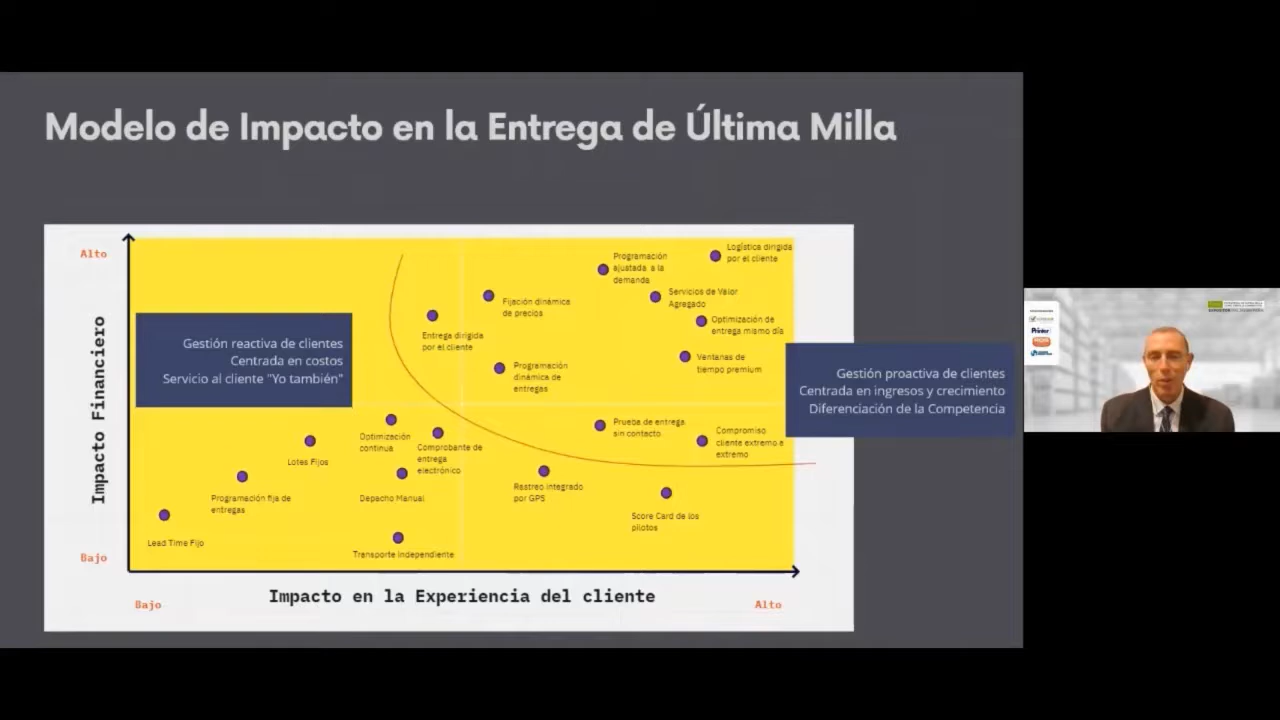 Modelo de Impacto en la Entrega de Última Milla
Alto
Impacto Financiero
Bajo
Bajo
Impacto en la Experiencia del cliente
Alto
Gestión reactiva de clientes
Centrada en costos
Servicio al cliente "Yo también"
Gestión proactiva de clientes
Centrada en ingresos y crecimiento
Diferenciación de la Competencia
Logística dirigida
por el cliente
Programación
ajustada a la
demanda
Servicios de Valor
Agregado
Fijación dinámica
de precios
Optimización de
entrega mismo día
Entrega dirigida
por el cliente
Ventanas de
tiempo premium
Programación
dinámica de
entregas
Prueba de entrega
sin contacto
Compromiso
cliente extremo a
extremo
Optimización
continua
Comprobante de
entrega
electrónico
Lotes Fijos
Rastreo integrado
por GPS
Depacho Manual
Programación fija de
entregas
Score Card de los
pilotos
Lead Time Fijo
Transporte independiente